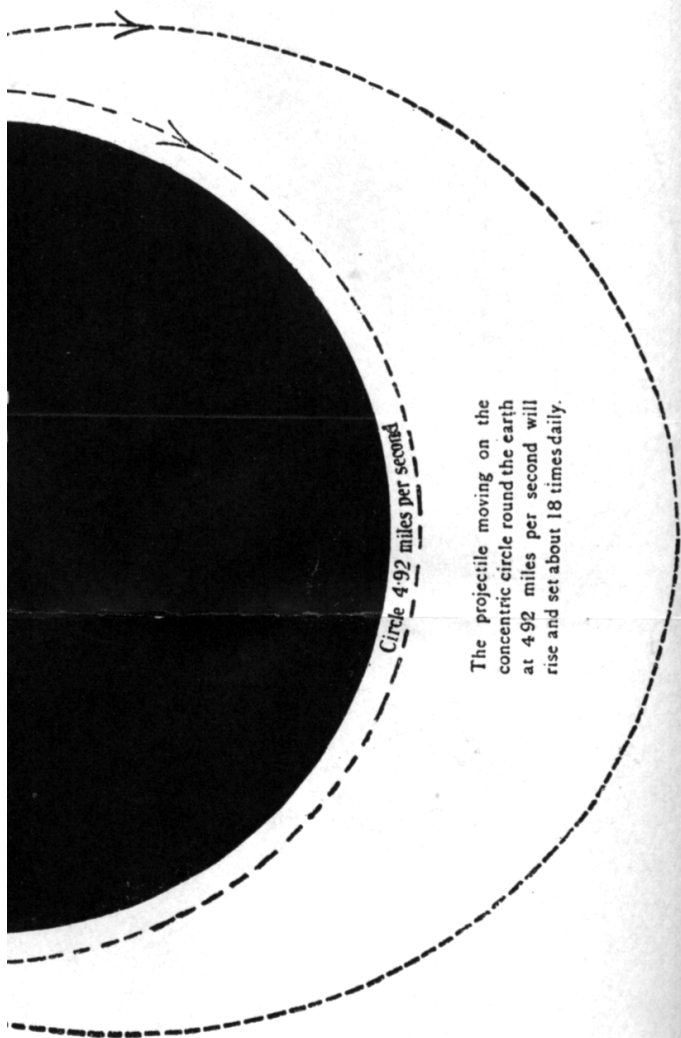 Circle 4·92 miles per second
The projectile moving on the
concentric circle round the earth
at 4·92 miles per second will
rise and set about 18 times daily.